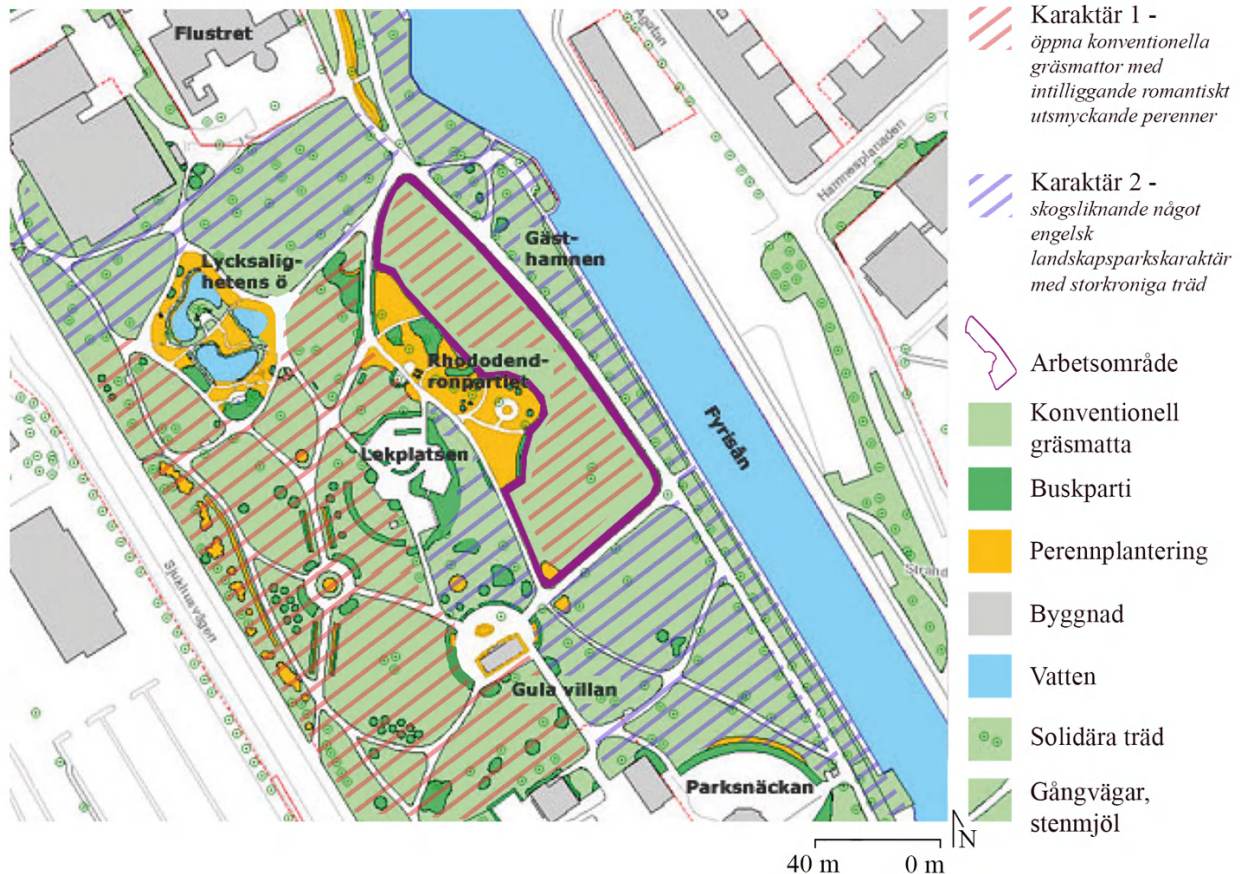 Flustret
Ågatan
Hamnesplanaden
Gäst-
hamnen
Lycksalig-
hetens ö
Rhododend-
ronpartiet
Lekplatsen
Fyrisån
Sjukhusvägen
Strand
Gula villan
Parksnäckan
Karaktär 1 -
öppna konventionella
gräsmattor med
intilliggande romantiskt
utsmyckande perenner
Karaktär 2 -
skogsliknande något
engelsk
landskapsparkskaraktär
med storkroniga träd
Arbetsområde
Konventionell
gräsmatta
Buskparti
Perennplantering
Byggnad
Vatten
Solidära träd
Gångvägar,
stenmjöl
N
40 m 0 m